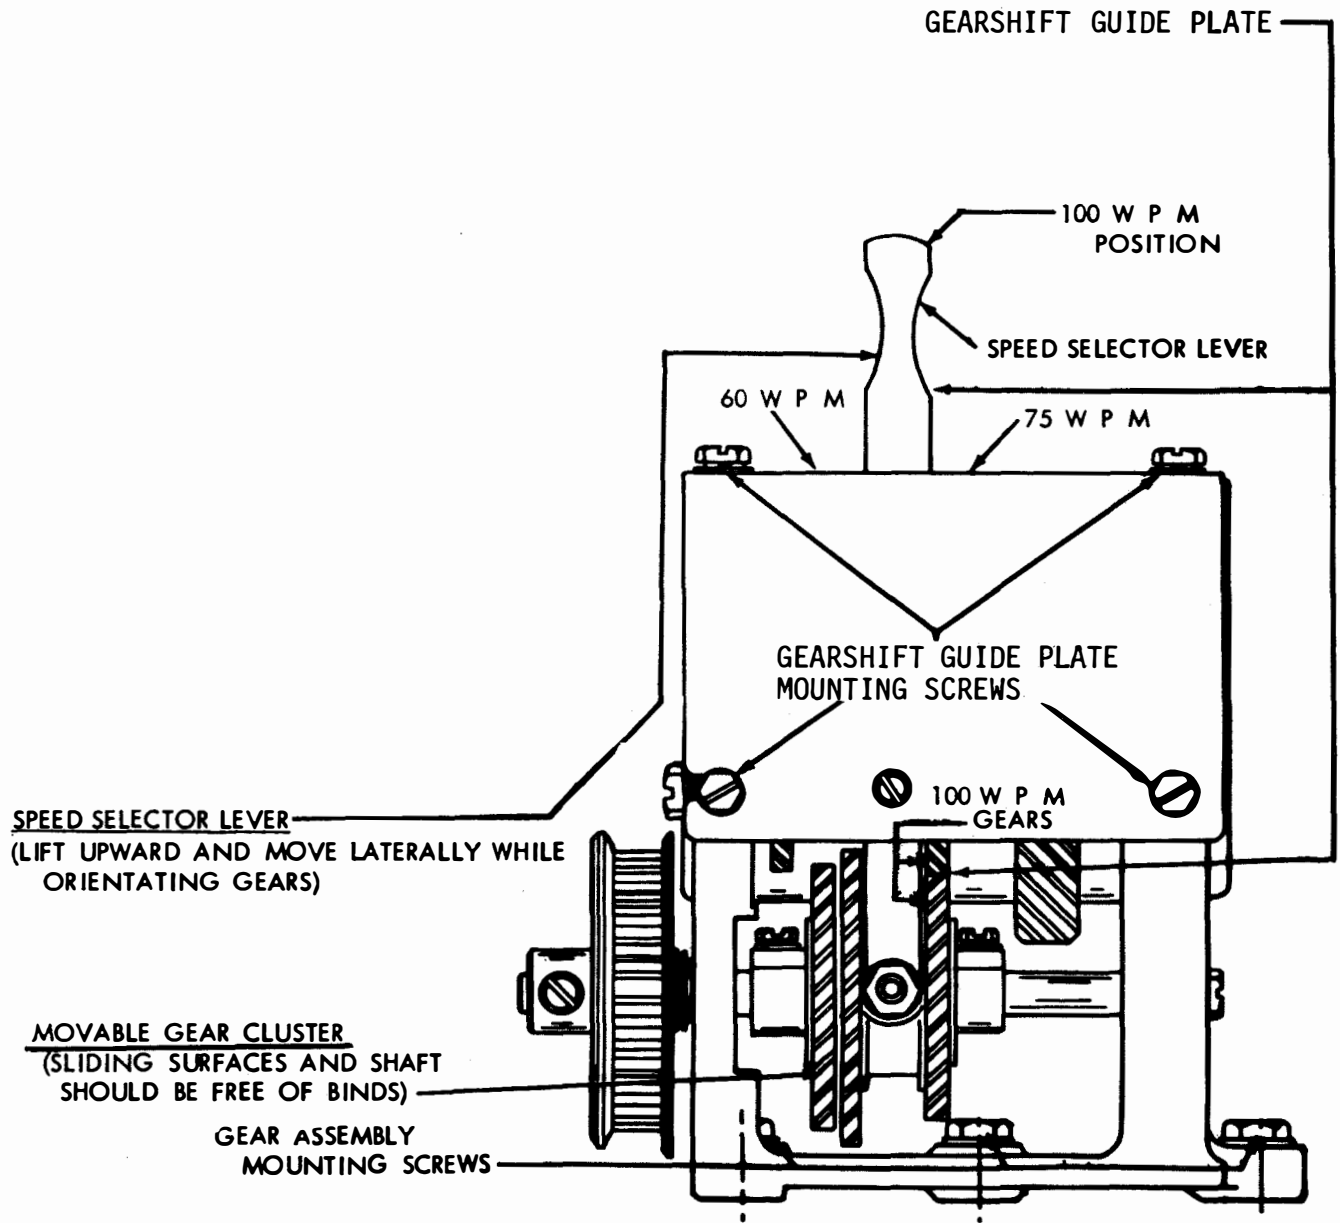 GEARSHIFT GUIDE PLATE
100 W P M
POSITION
SPEED SELECTOR LEVER
60 W P M
75 W P M
GEARSHIFT GUIDE PLATE
MOUNTING SCREWS
100 W P M
GEARS
SPEED SELECTOR LEVER
(LIFT UPWARD AND MOVE LATERALLY WHILE
ORIENTATING GEARS)
MOVABLE GEAR CLUSTER
(SLIDING SURFACES AND SHAFT
SHOULD BE FREE OF BINDS)
GEAR ASSEMBLY
MOUNTING SCREWS